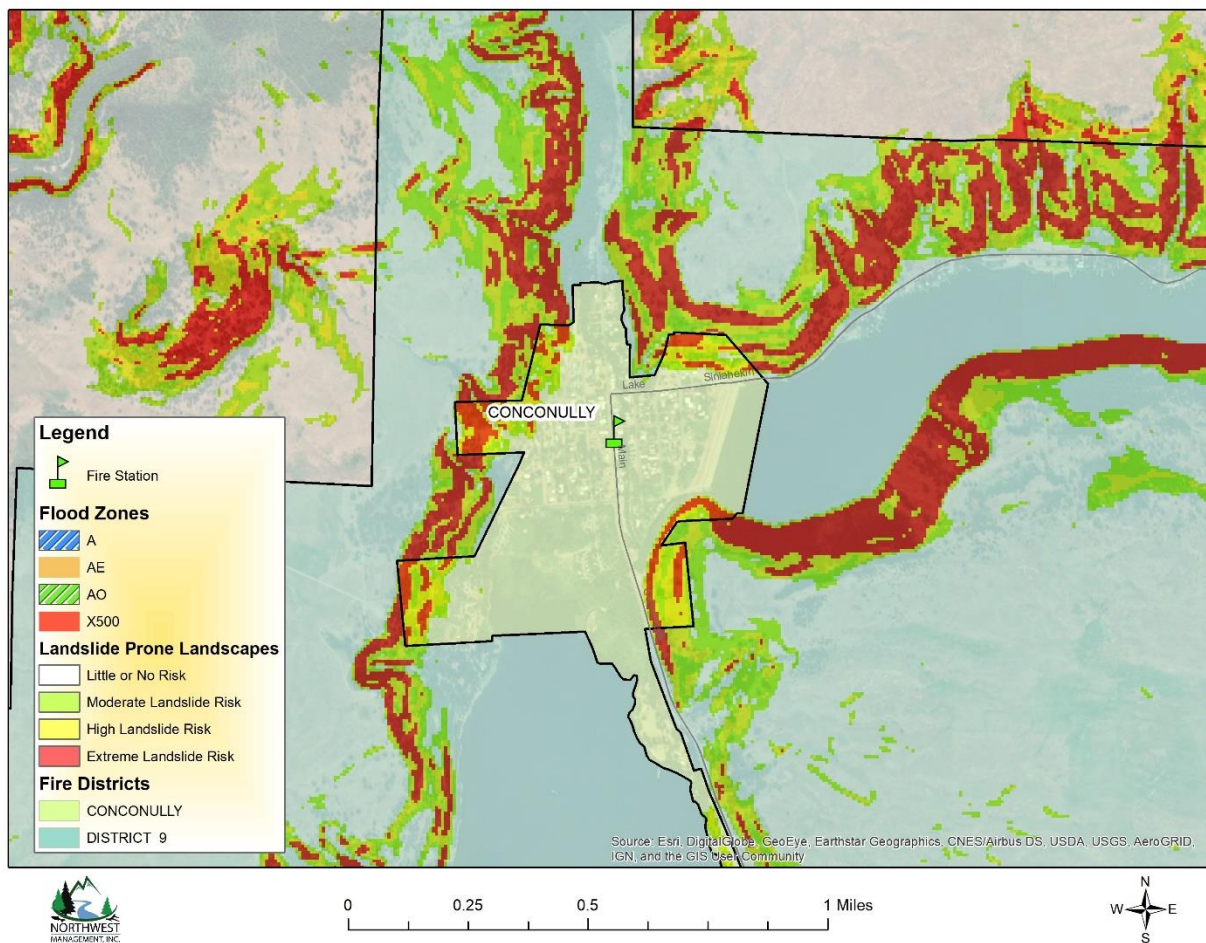 Lake
Sinlahekin
CONCONULLY
Main
Legend
Fire Station
Flood Zones
A
AE
AO
X500
Landslide Prone Landscapes
Little or No Risk
Moderate Landslide Risk
High Landslide Risk
Extreme Landslide Risk
Fire Districts
CONCONULLY
DISTRICT 9
Source: Esri, DigitalGlobe, GeoEye, Earthstar Geographics, CNES/Airbus DS, USDA, USGS, AeroGRID,
IGN, and the GIS User Community
NORTHWEST
MANAGEMENT, INC.
0 0.25 0.5 1 Miles
N
W E
S